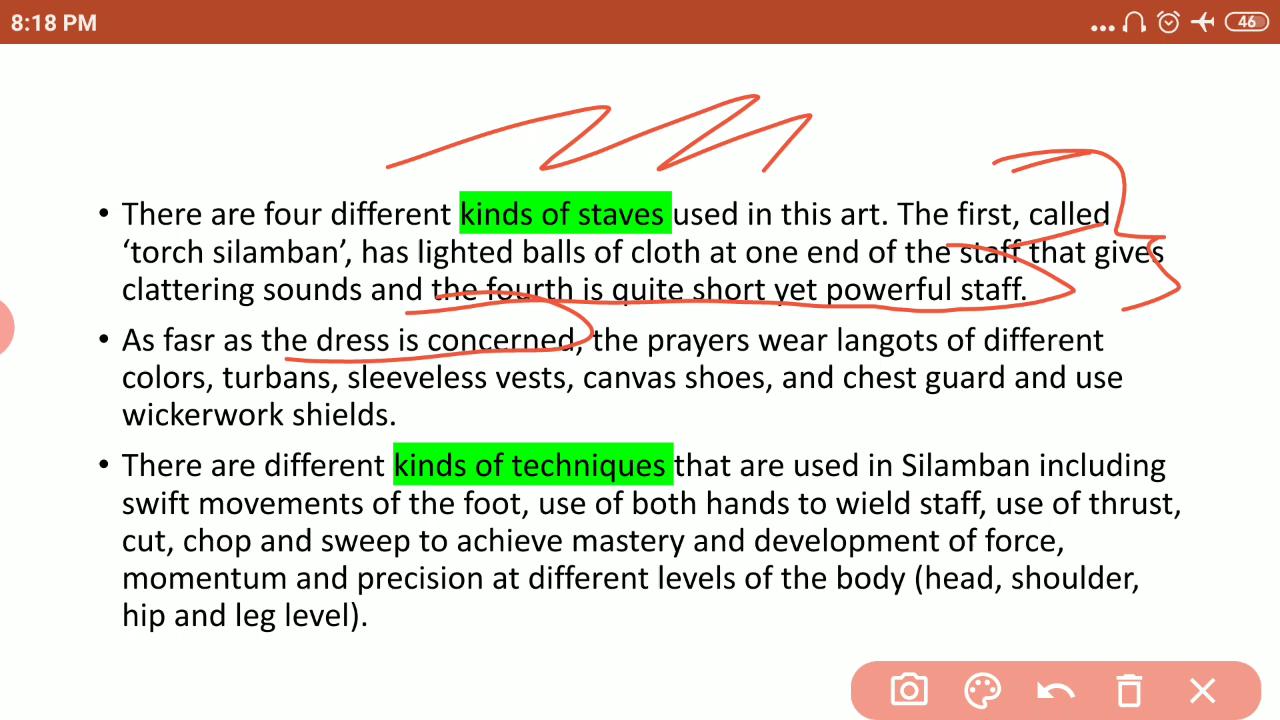 8:18 PM
46
• There are four different kinds of staves used in this art. The first, called
‘torch silamban’, has lighted balls of cloth at one end of the staff that gives
clattering sounds and the fourth is quite short yet powerful staff.
• As fasr as the dress is concerned, the prayers wear langots of different
colors, turbans, sleeveless vests, canvas shoes, and chest guard and use
wickerwork shields.
• There are different kinds of techniques that are used in Silamban including
swift movements of the foot, use of both hands to wield staff, use of thrust,
cut, chop and sweep to achieve mastery and development of force,
momentum and precision at different levels of the body (head, shoulder,
hip and leg level).